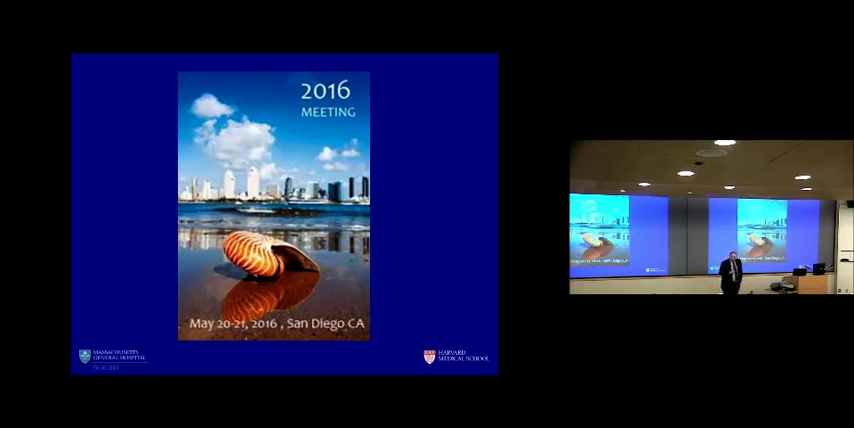 2016
MEETING
May 20-21, 2016 , San Diego CA
MASSACHUSETTS
GENERAL HOSPITAL
SURGERY
HARVARD
MEDICAL SCHOOL